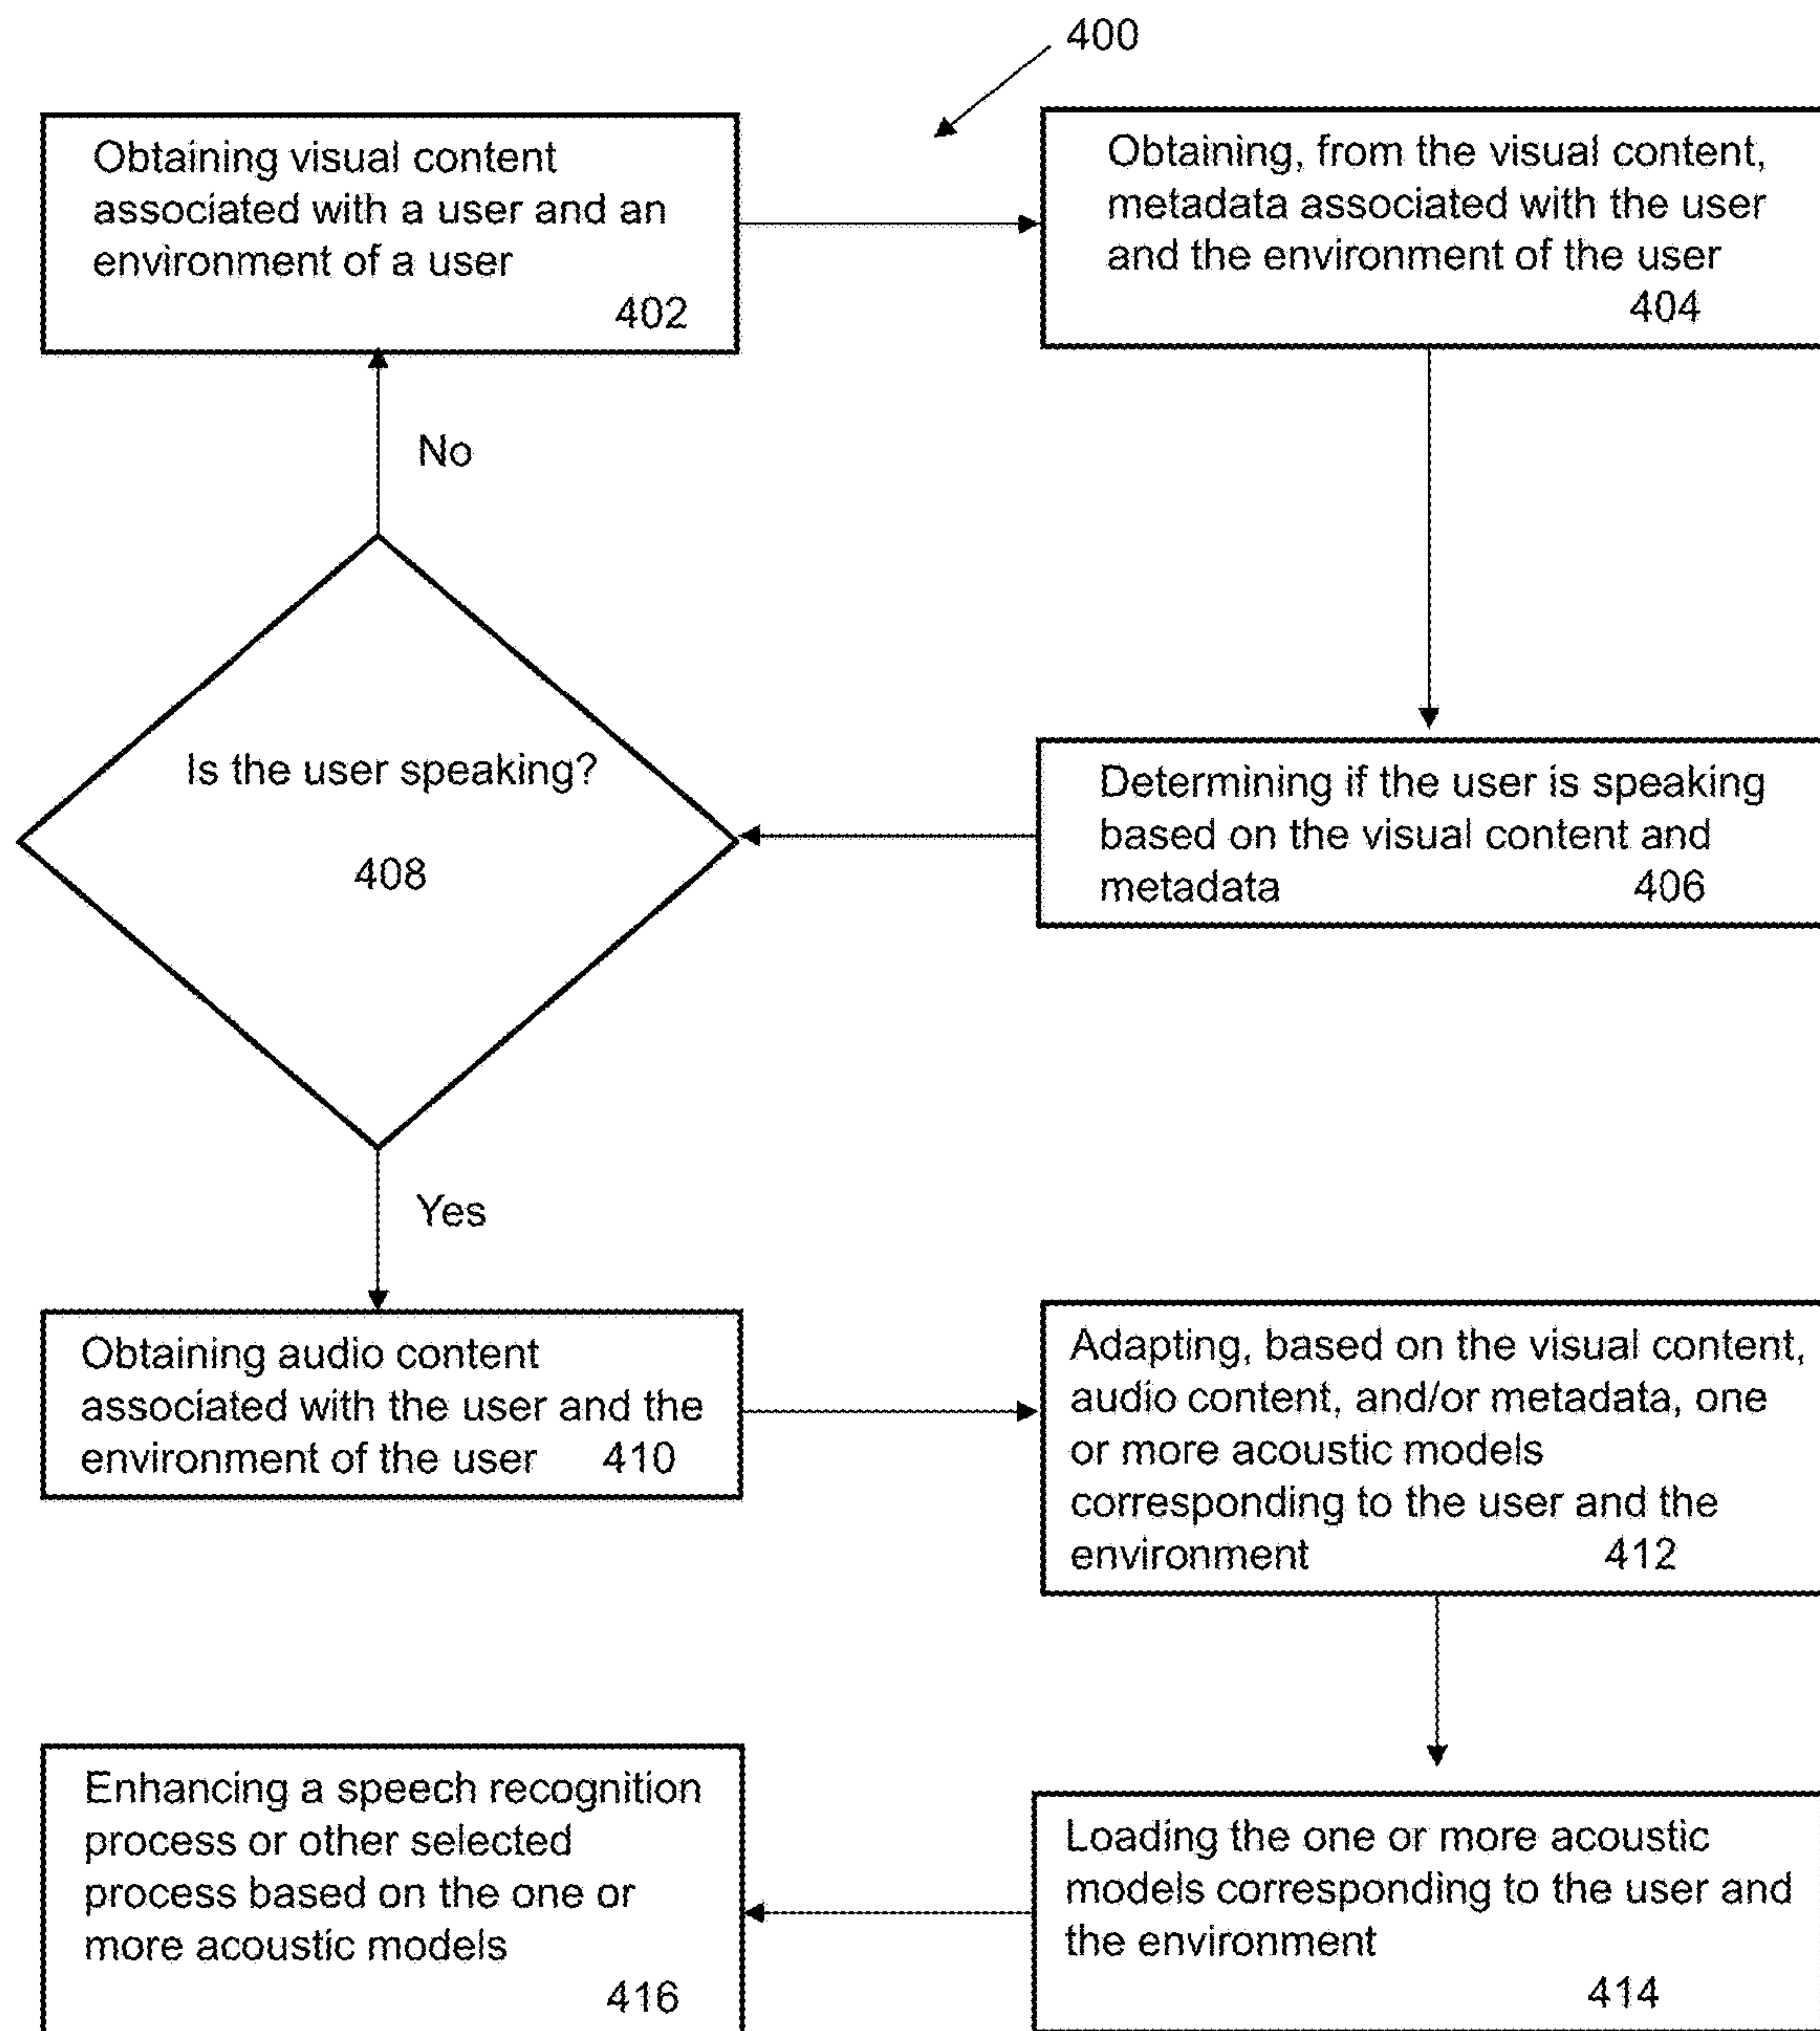 400
Obtaining visual content
associated with a user and an
environment of a user
402
Obtaining, from the visual content,
metadata associated with the user
and the environment of the user
404
No
Is the user speaking?
408
Determining if the user is speaking
based on the visual content and
metadata 406
Yes
Obtaining audio content
associated with the user and the
environment of the user 410
Adapting, based on the visual content,
audio content, and/or metadata, one
or more acoustic models
corresponding to the user and the
environment 412
Enhancing a speech recognition
process or other selected
process based on the one or
more acoustic models
416
Loading the one or more acoustic
models corresponding to the user and
the environment
414